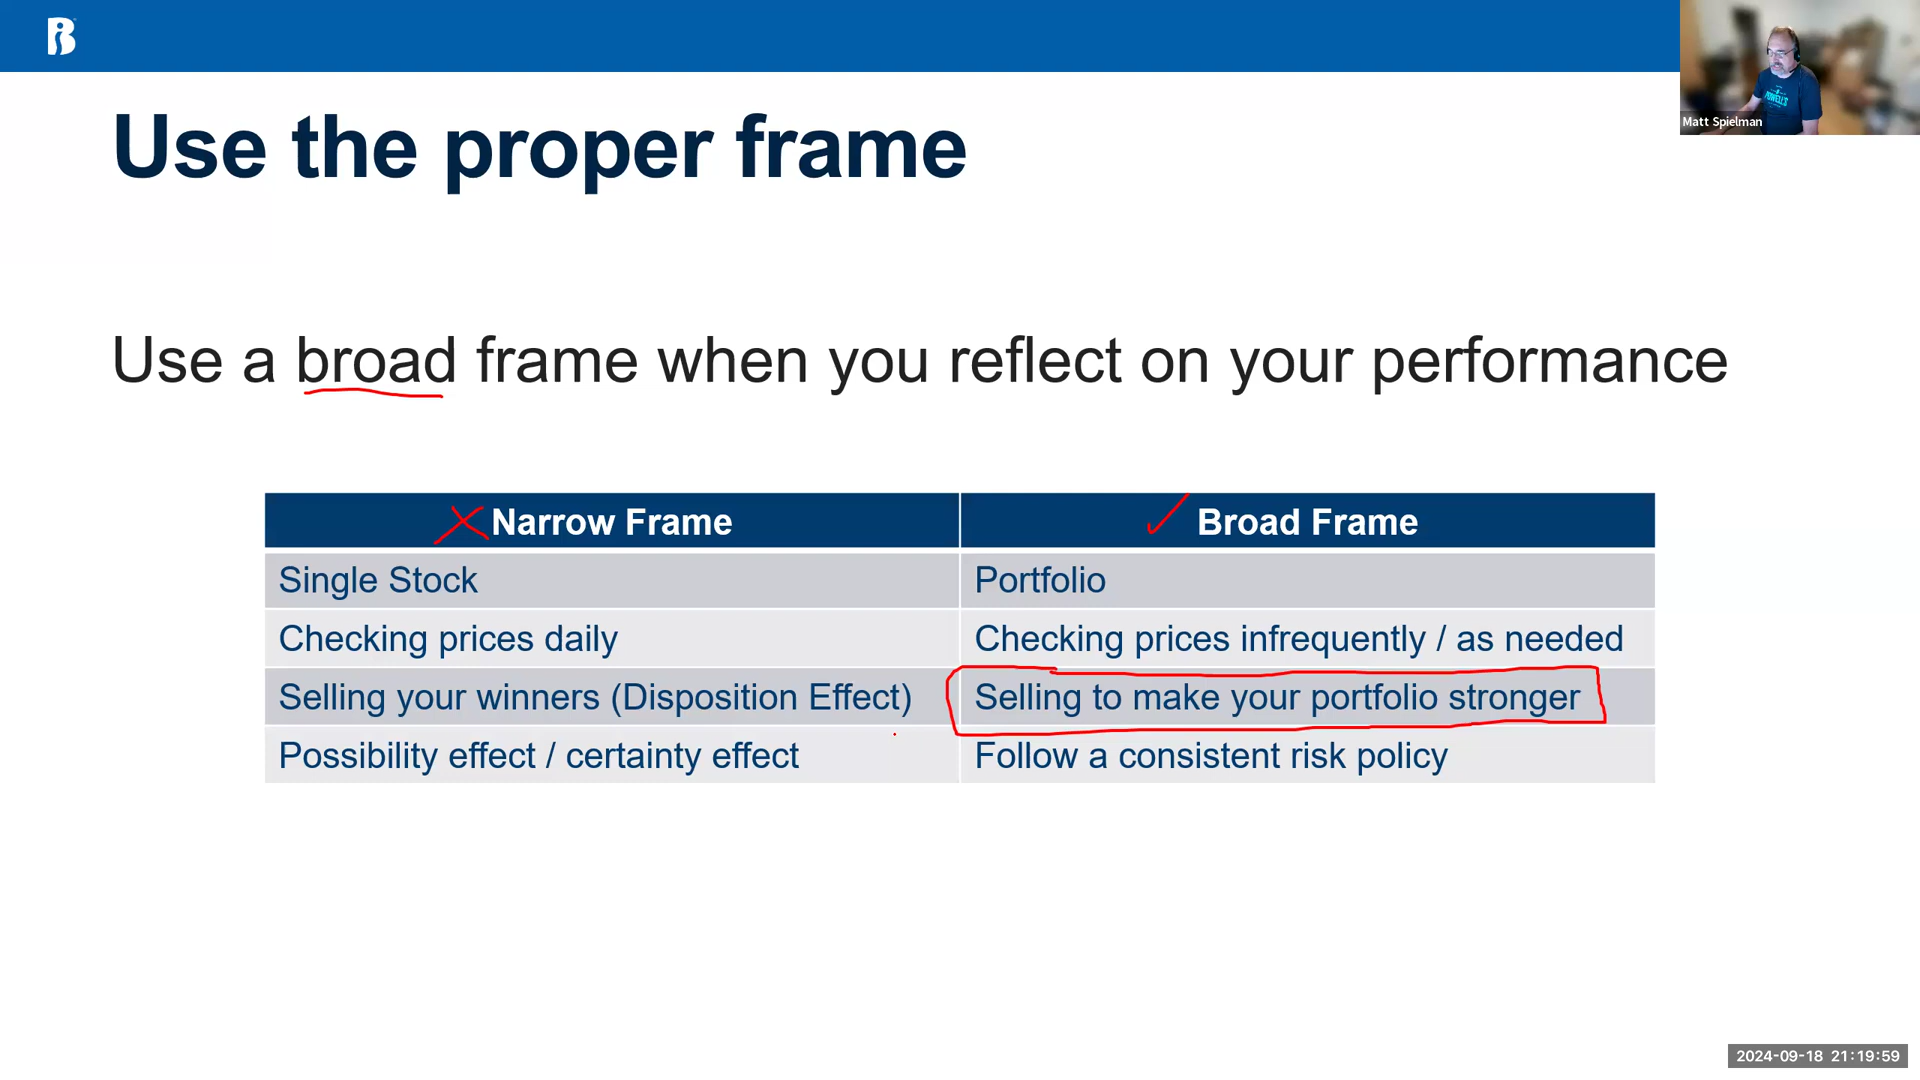 Matt Spielman
Use the proper frame
Use a broad frame when you reflect on your performance
Narrow Frame
Broad Frame
Single Stock
Portfolio
Checking prices daily
Checking prices infrequently / as needed
Selling your winners (Disposition Effect)
Selling to make your portfolio stronger
Possibility effect / certainty effect
Follow a consistent risk policy
2024-09-18 21:19:59